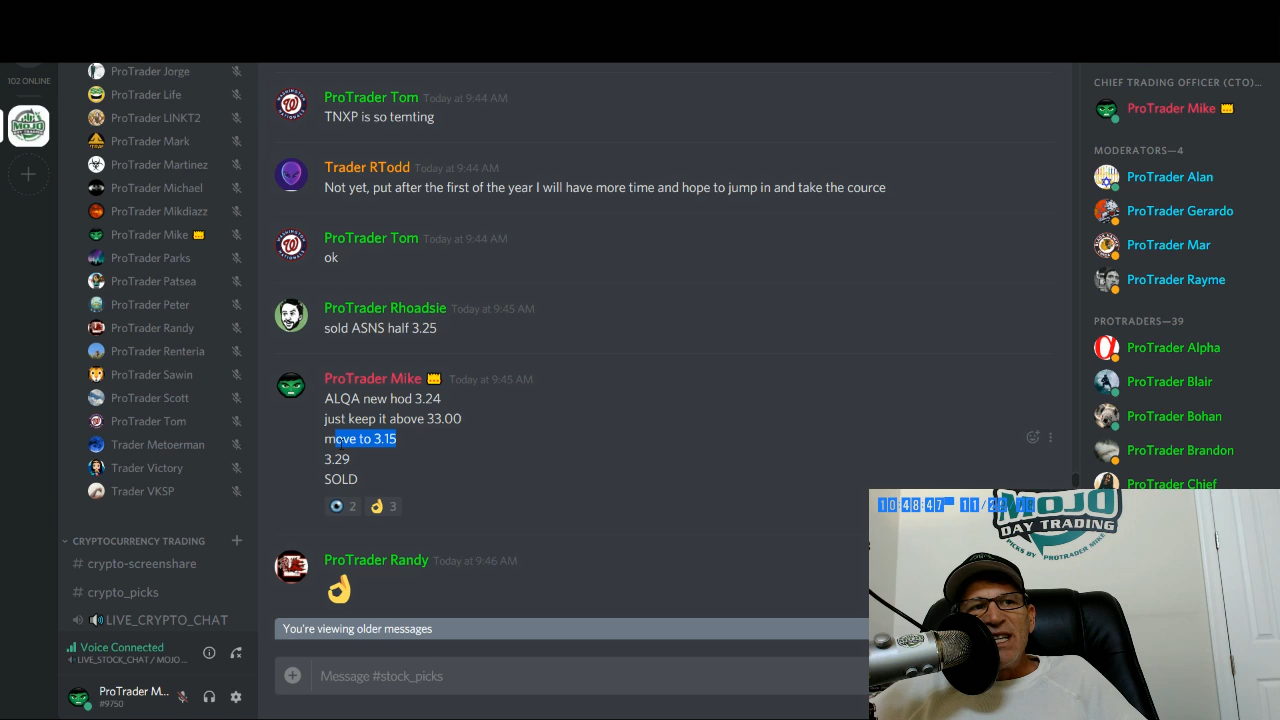 102 ONLINE
ProTrader Jorge
ProTrader Life
ProTrader LINKT2
ProTrader Mark
ProTrader Martinez
ProTrader Michael
ProTrader Mikdiazz
ProTrader Mike
ProTrader Parks
ProTrader Patsea
ProTrader Peter
ProTrader Randy
ProTrader Renteria
ProTrader Sawin
ProTrader Scott
ProTrader Tom
Trader Metoerman
Trader Victory
Trader VKSP
CRYPTOCURRENCY TRADING
# crypto-screenshare
# crypto_picks
LIVE_CRYPTO_CHAT
Voice Connected
LIVE_STOCK_CHAT / MOJO ...
ProTrader M...
#9750
ProTrader Tom Today at 9:44 AM
TNXP is so temting
Trader RTodd Today at 9:44 AM
Not yet, put after the first of the year I will have more time and hope to jump in and take the cource
ProTrader Tom Today at 9:44 AM
ok
ProTrader Rhoadsie Today at 9:45 AM
sold ASNS half 3.25
ProTrader Mike Today at 9:45 AM
ALQA new hod 3.24
just keep it above 33.00
move to 3.15
3.29
SOLD
2
3
ProTrader Randy Today at 9:46 AM
You're viewing older messages
Message #stock_picks
CHIEF TRADING OFFICER (CTO)...
ProTrader Mike
MODERATORS—4
ProTrader Alan
ProTrader Gerardo
ProTrader Mar
ProTrader Rayme
PROTRADERS—39
ProTrader Alpha
ProTrader Blair
ProTrader Bohan
ProTrader Brandon
ProTrader Chief
10:48:47
MOJO
DAY TRADING
PICKS BY PROTRADER MIKE